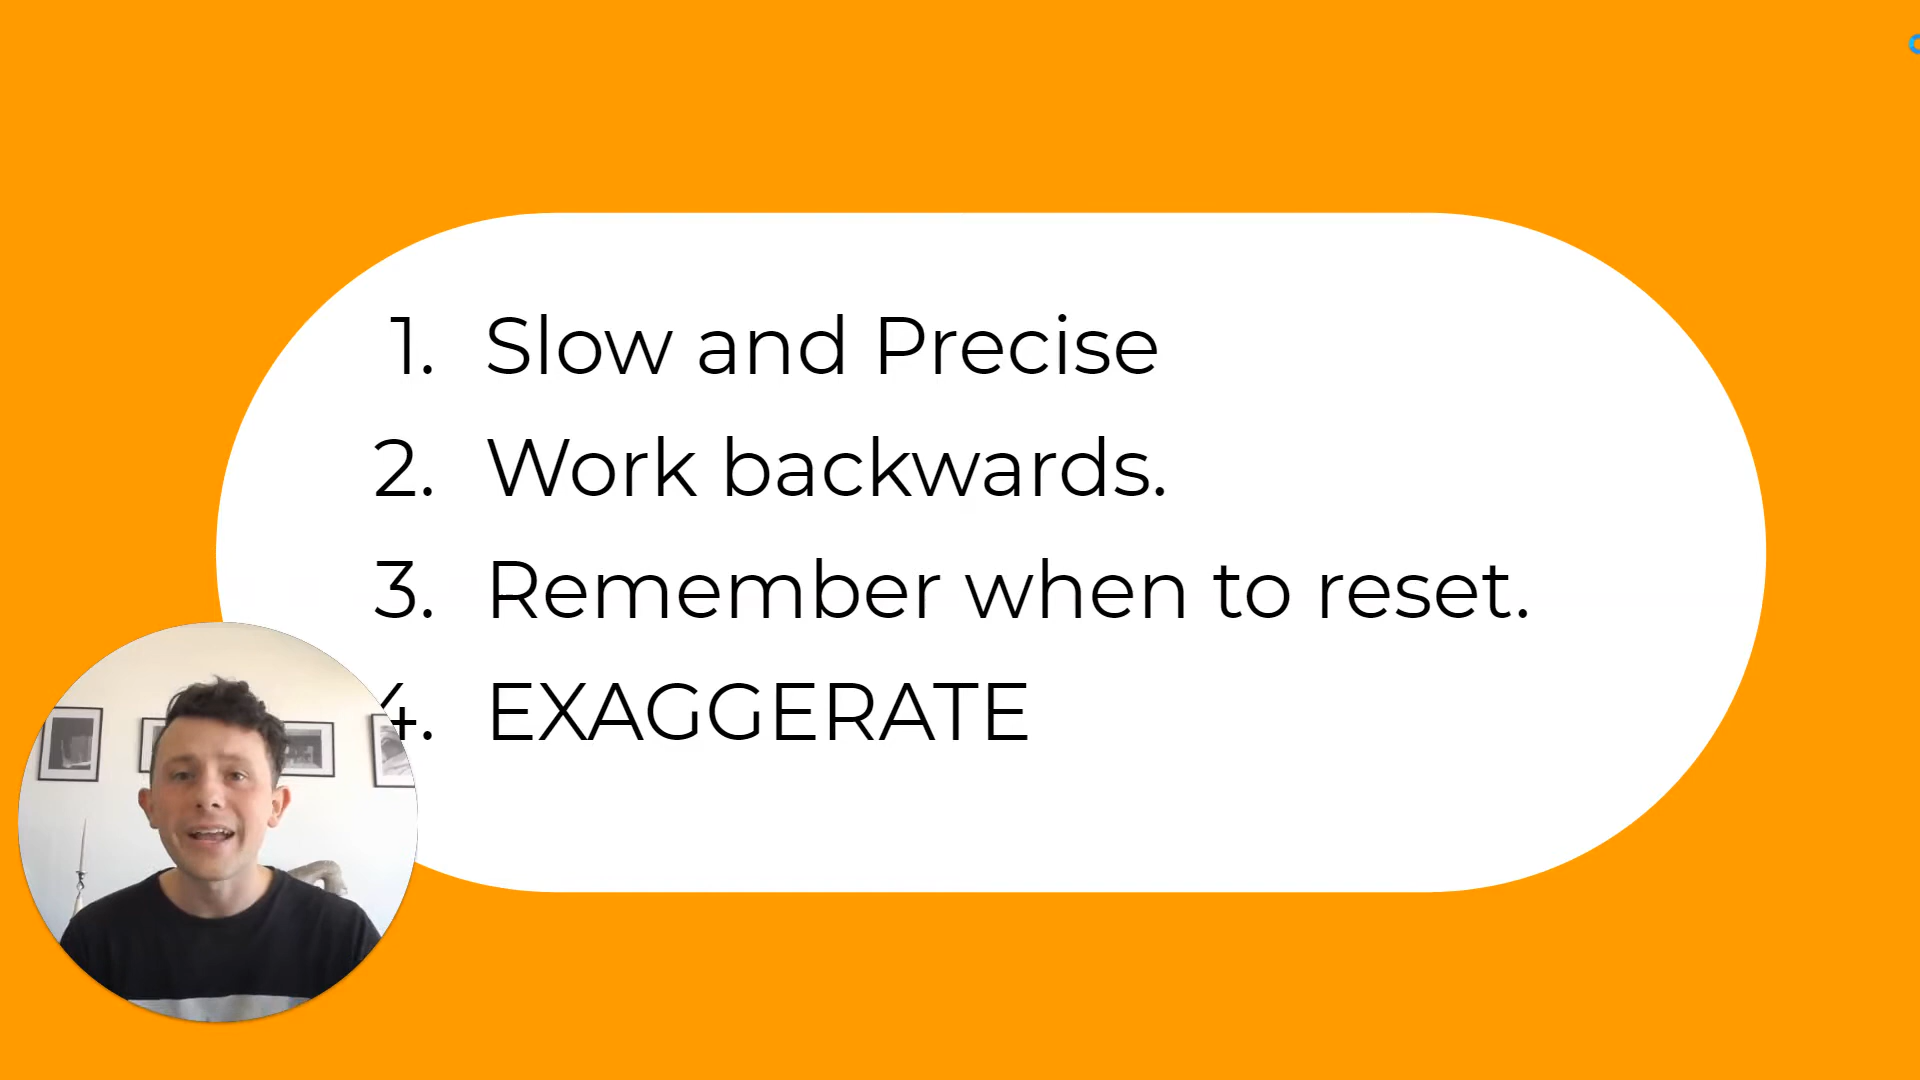 1. Slow and Precise
2. Work backwards.
3. Remember when to reset.
4. EXAGGERATE